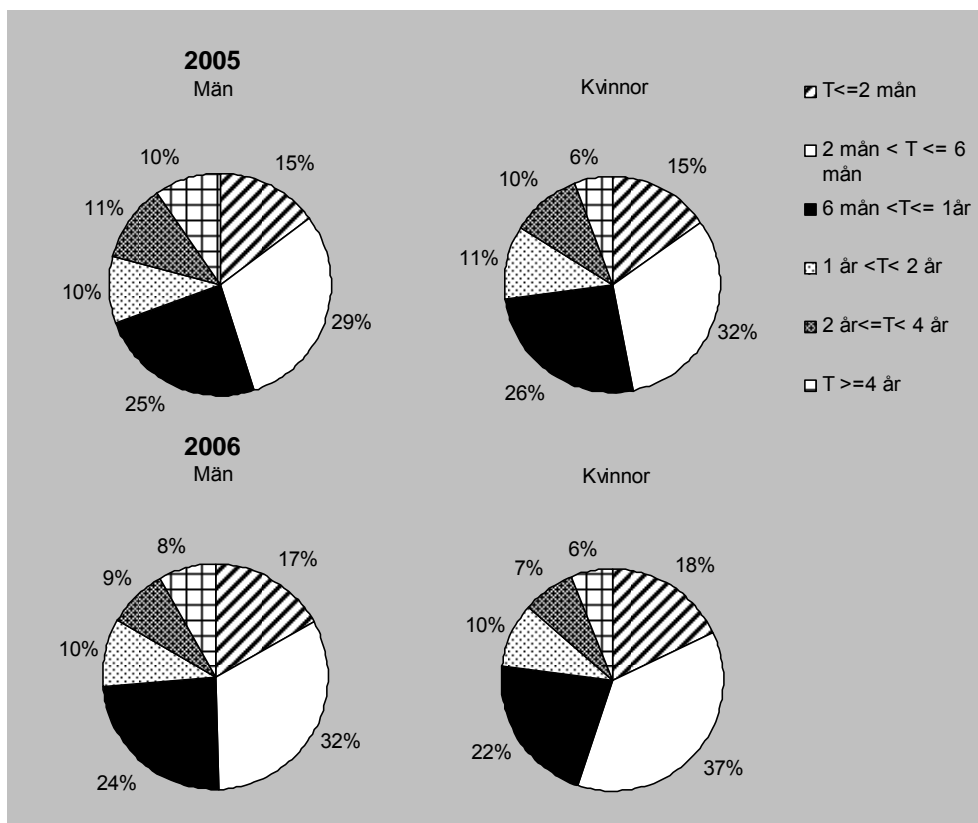 2005
Män
Kvinnor
T<=2 mån
2 mån < T <= 6
mån
6 mån <T<= 1år
1 år <T< 2 år
2 år<=T< 4 år
T >=4 år
10%
15%
11%
10%
29%
25%
6%
15%
10%
11%
32%
26%
2006
Män
Kvinnor
8%
17%
9%
10%
32%
24%
6%
18%
7%
10%
22%
37%